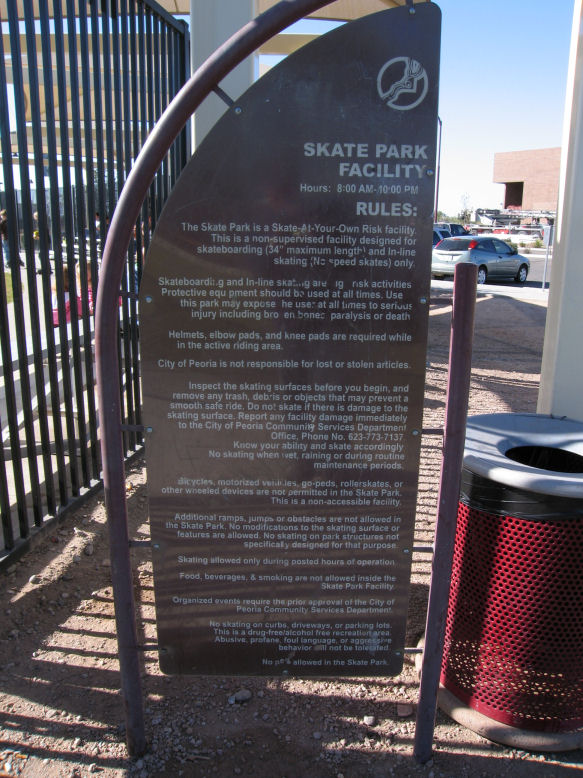 SKATE PARK
FACILITY
Hours: 8:00 AM-10:00 PM
RULES:
The Skate Park is a Skate-At-Your-Own Risk facility.
This is a non-supervised facility designed for
skateboarding (34" maximum length) and In-line
skating (No speed skates) only.
Skateboarding and In-line skating are high risk activities
Protective equipment should be used at all times. Use
this park may expose the user at all times to serious
injury including broken bones, paralysis or death
Helmets, elbow pads, and knee pads are required while
in the active riding area.
City of Peoria is not responsible for lost or stolen articles.
Inspect the skating surfaces before you begin, and
remove any trash, debris or objects that may prevent a
smooth safe ride. Do not skate if there is damage to the
skating surface. Report any facility damage immediately
to the City of Peoria Community Services Department
Office, Phone No. 623-773-7137
Know your ability and skate accordingly
No skating when wet, raining or during routine
maintenance periods.
Bicycles, motorized vehicles, go-peds, rollerskates, or
other wheeled devices are not permitted in the Skate Park.
This is a non-accessible facility.
Additional ramps, jumps or obstacles are not allowed in
the Skate Park. No modifications to the skating surface or
features are allowed. No skating on park structures not
specifically designed for that purpose.
Skating allowed only during posted hours of operation.
Food, beverages, & smoking are not allowed inside the
Skate Park Facility.
Organized events require the prior approval of the City of
Peoria Community Services Department.
No skating on curbs, driveways, or parking lots.
This is a drug-free/alcohol free recreation area.
Abusive, profane, foul language, or aggressive
behavior will not be tolerated.
No pets allowed in the Skate Park.